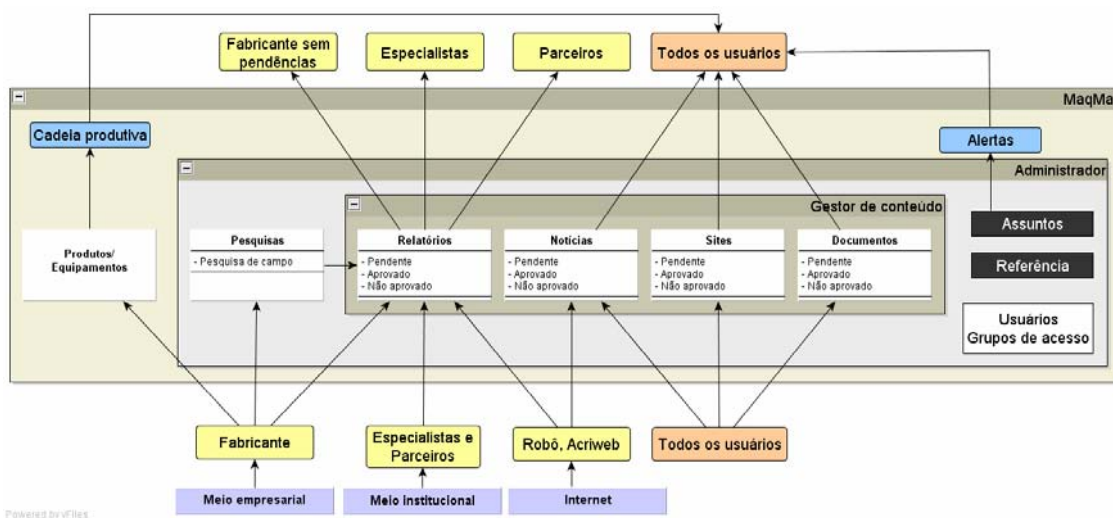 Fabricante sem
pendências
Especialistas
Parceiros
Todos os usuários
MaqMa
Cadeia produtiva
Alertas
Administrador
Gestor de conteúdo
Produtos/
Equipamentos
Pesquisas
- Pesquisa de campo
Relatórios
- Pendente
- Aprovado
- Não aprovado
Notícias
- Pendente
- Aprovado
- Não aprovado
Sites
- Pendente
- Aprovado
- Não aprovado
Documentos
- Pendente
- Aprovado
- Não aprovado
Assuntos
Referência
Usuários
Grupos de acesso
Fabricante
Especialistas e
Parceiros
Robô, Acriweb
Todos os usuários
Meio empresarial
Meio institucional
Internet
Powered by yFiles